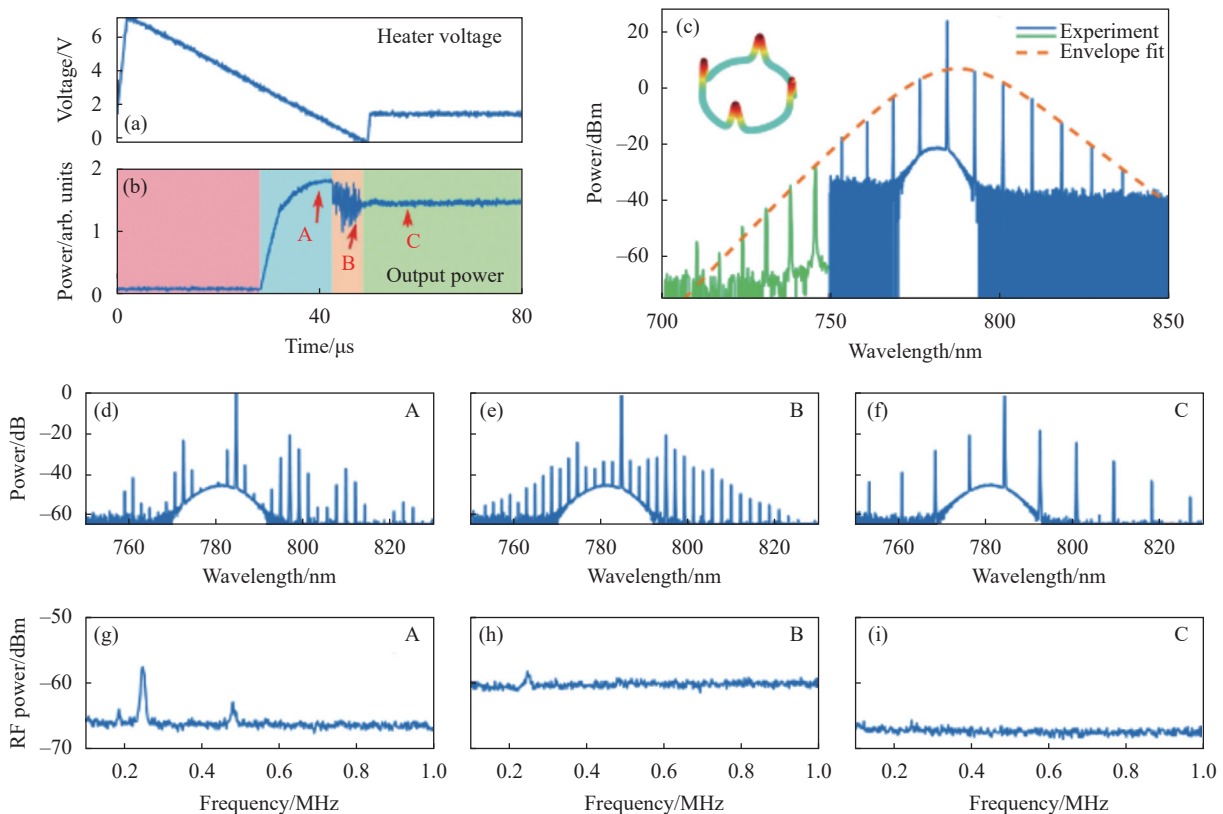 Voltage/V
6
4
2
0
(a)
Heater voltage
Power/arb. units
2
1
0
(b)
A
B
C
Output power
0
40
80
Time/μs
(c)
Experiment
Envelope fit
Power/dBm
20
0
−20
−40
−60
700
750
800
850
Wavelength/nm
Power/dB
0
−20
−40
−60
(d)
A
760
780
800
820
Wavelength/nm
(e)
B
760
780
800
820
Wavelength/nm
(f)
C
760
780
800
820
Wavelength/nm
RF power/dBm
−50
−60
−70
(g)
A
0.2
0.4
0.6
0.8
1.0
Frequency/MHz
(h)
B
0.2
0.4
0.6
0.8
1.0
Frequency/MHz
(i)
C
0.2
0.4
0.6
0.8
1.0
Frequency/MHz